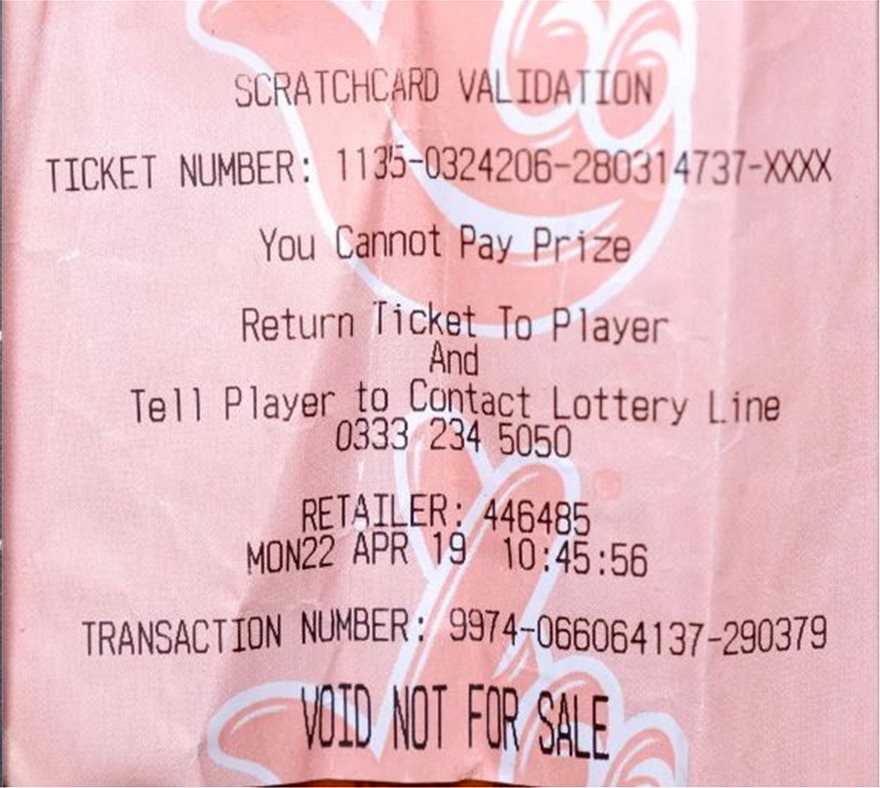 SCRATCHCARD VALIDATION
TICKET NUMBER: 1135-0324206-280314737-XXXX
You Cannot Pay Prize
Return Ticket To Player
And
Tell Player to Contact Lottery Line
0333 234 5050
RETAILER: 446485
MON22 APR 19 10:45:56
TRANSACTION NUMBER: 9974-066064137-290379
VOID NOT FOR SALE